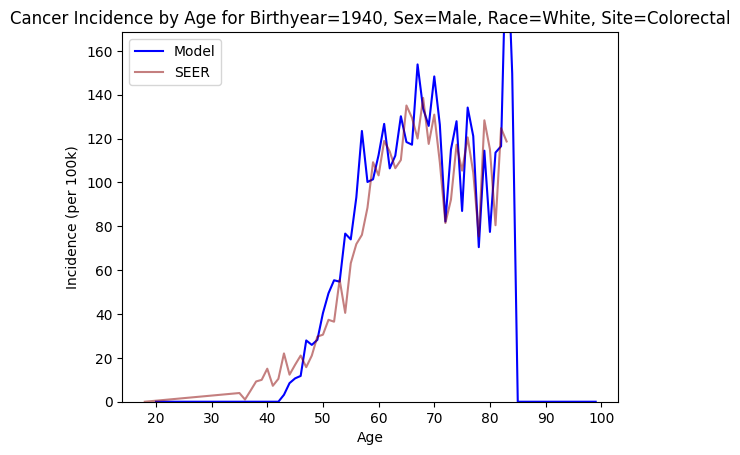 Cancer Incidence by Age for Birthyear=1940, Sex=Male, Race=White, Site=Colorectal
Model
SEER
Incidence (per 100k)
160
140
120
100
80
60
40
20
0
20 30 40 50 60 70 80 90 100
Age